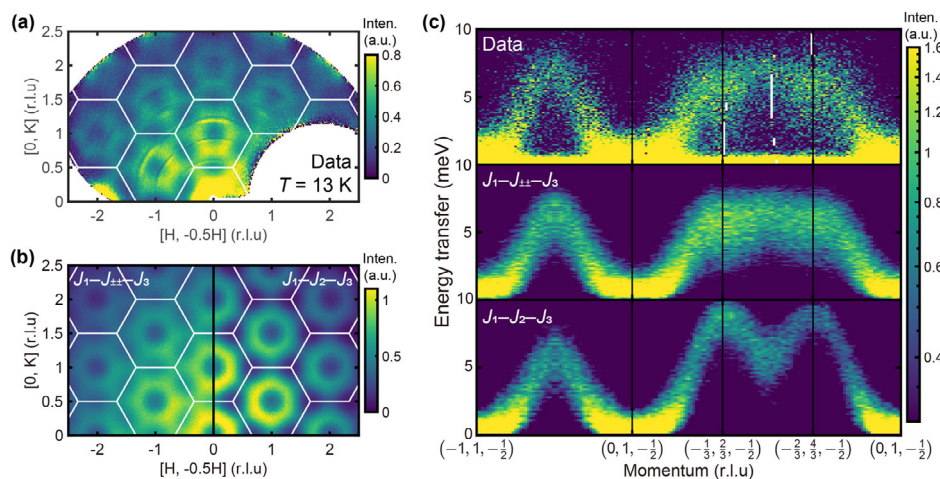 (a)
Inten.
(a.u.)
2.5
2
1.5
1
0.5
0
[0, K] (r.l.u)
0.8
0.6
0.4
0.2
0
Data
T = 13 K
-2 -1 0 1 2
[H, -0.5H] (r.l.u)
(b)
Inten.
(a.u.)
J₁–J±±–J₃ J₁–J₂–J₃
2.5
2
1.5
1
0.5
0
[0, K] (r.l.u)
1
0.5
0
-2 -1 0 1 2
[H, -0.5H] (r.l.u)
(c)
Inten.
(a.u.)
10
Data
5
10
J₁–J±±–J₃
5
10
J₁–J₂–J₃
5
0
Energy transfer (meV)
1.6
1.4
1.2
1.0
0.8
0.6
0.4
(-1, 1, -1/2) (0, 1, -1/2) (-1/3, 2/3, -1/2) (-2/3, 4/3, -1/2) (0, 1, -1/2)
Momentum (r.l.u)